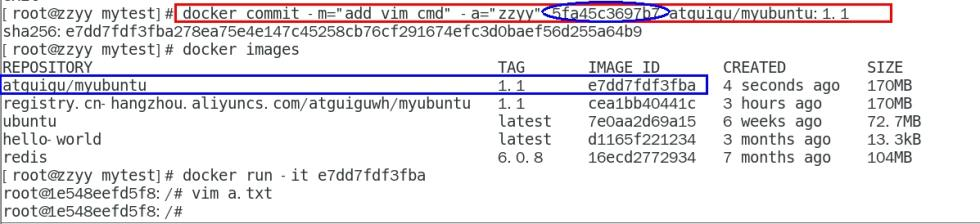 [root@zzyy mytest]# docker commit -m="add vim cmd" -a="zzyy" 5fa45c3697b7 atguigu/myubuntu:1.1
sha256:e7dd7fdf3fba278ea75e4e147c45258cb76cf291674efc3d0baef56d255a64b9
[root@zzyy mytest]# docker images
REPOSITORY TAG IMAGE ID CREATED SIZE
atguigu/myubuntu 1.1 e7dd7fdf3fba 4 seconds ago 170MB
registry.cn-hangzhou.aliyuncs.com/atguiguwh/myubuntu 1.1 cea1bb40441c 3 hours ago 170MB
ubuntu latest 7e0aa2d69a15 6 weeks ago 72.7MB
hello-world latest d1165f221234 3 months ago 13.3kB
redis 6.0.8 16ecd2772934 7 months ago 104MB
[root@zzyy mytest]# docker run -it e7dd7fdf3fba
root@1e548eefd5f8:/# vim a.txt
root@1e548eefd5f8:/#